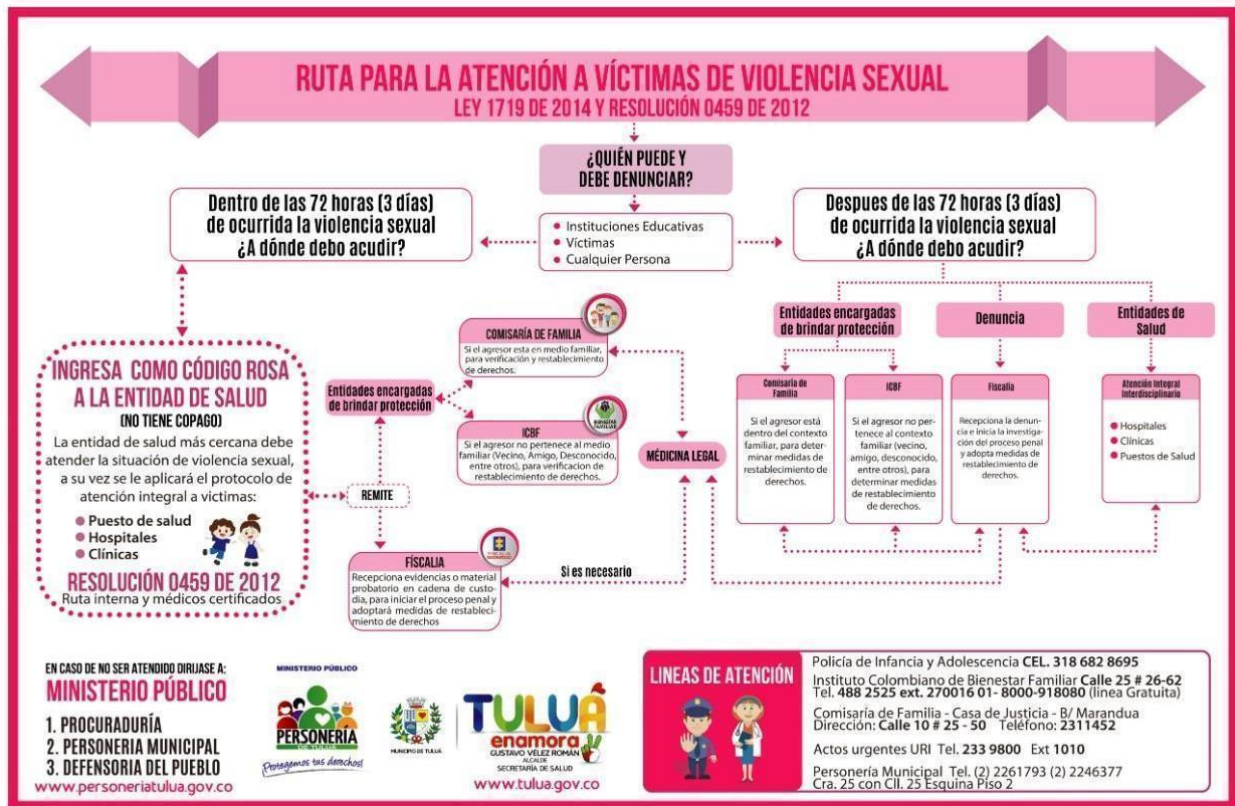 RUTA PARA LA ATENCIÓN A VÍCTIMAS DE VIOLENCIA SEXUAL
LEY 1719 DE 2014 Y RESOLUCIÓN 0459 DE 2012
¿QUIÉN PUEDE Y
DEBE DENUNCIAR?
Instituciones Educativas
Víctimas
Cualquier Persona
Dentro de las 72 horas (3 días)
de ocurrida la violencia sexual
¿A dónde debo acudir?
INGRESA COMO CÓDIGO ROSA
A LA ENTIDAD DE SALUD
(NO TIENE COPAGO)
La entidad de salud más cercana debe
atender la situación de violencia sexual,
a su vez se le aplicará el protocolo de
atención integral a victimas:
Puesto de salud
Hospitales
Clínicas
RESOLUCIÓN 0459 DE 2012
Ruta interna y médicos certificados
REMITE
Entidades encargadas
de brindar protección
COMISARÍA DE FAMILIA
Si el agresor esta en medio familiar,
para verificación y restablecimiento
de derechos.
BIENESTAR
FAMILIAR
ICBF
Si el agresor no pertenece al medio
familiar (Vecino, Amigo, Desconocido,
entre otros), para verificacion de
restablecimiento de derechos.
FÍSCALIA
Recepciona evidencias o material
probatorio en cadena de custo-
dia, para iniciar el proceso penal y
adoptará medidas de restableci-
miento de derechos
MÉDICINA LEGAL
Si es necesario
Despues de las 72 horas (3 días)
de ocurrida la violencia sexual
¿A dónde debo acudir?
Entidades encargadas
de brindar protección
Denuncia
Entidades de
Salud
Comisaría de
Familia
Si el agresor está
dentro del contexto
familiar, para deter-
minar medidas de
restablecimiento de
derechos.
ICBF
Si el agresor no per-
tenece al contexto
familiar (vecino,
amigo, desconocido,
entre otros), para
determinar medidas
de restablecimiento
de derechos.
Fiscalía
Recepciona la denun-
cia e inicia la investigación
del proceso penal
y adopta medidas de
restablecimiento de
derechos.
Atención Integral
Interdisciplinario
Hospitales
Clínicas
Puestos de Salud
EN CASO DE NO SER ATENDIDO DIRIJASE A:
MINISTERIO PÚBLICO
1. PROCURADURÍA
2. PERSONERIA MUNICIPAL
3. DEFENSORIA DEL PUEBLO
www.personeriatulua.gov.co
MINISTERIO PÚBLICO
PERSONERÍA
DE TULUÁ
¡Protegemos tus derechos!
MUNICIPIO DE TULUA
TULUÁ
enamora
GUSTAVO VÉLEZ ROMÁN
ALCALDE
SECRETARÍA DE SALUD
www.tulua.gov.co
LINEAS DE ATENCIÓN
Policía de Infancia y Adolescencia CEL. 318 682 8695
Instituto Colombiano de Bienestar Familiar Calle 25 # 26-62
Tel. 488 2525 ext. 270016 01- 8000-918080 (linea Gratuita)
Comisaría de Familia - Casa de Justicia - B/ Marandua
Dirección: Calle 10 # 25 - 50 Teléfono: 2311452
Actos urgentes URI Tel. 233 9800 Ext 1010
Personería Municipal Tel. (2) 2261793 (2) 2246377
Cra. 25 con Cll. 25 Esquina Piso 2